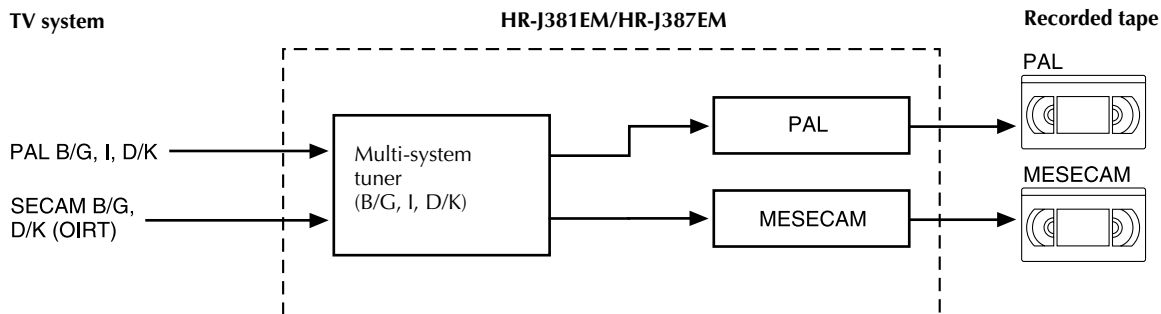 TV system
HR-J381EM/HR-J387EM
Recorded tape
PAL
PAL B/G, I, D/K
Multi-system
tuner
(B/G, I, D/K)
PAL
MESECAM
SECAM B/G,
D/K (OIRT)
MESECAM